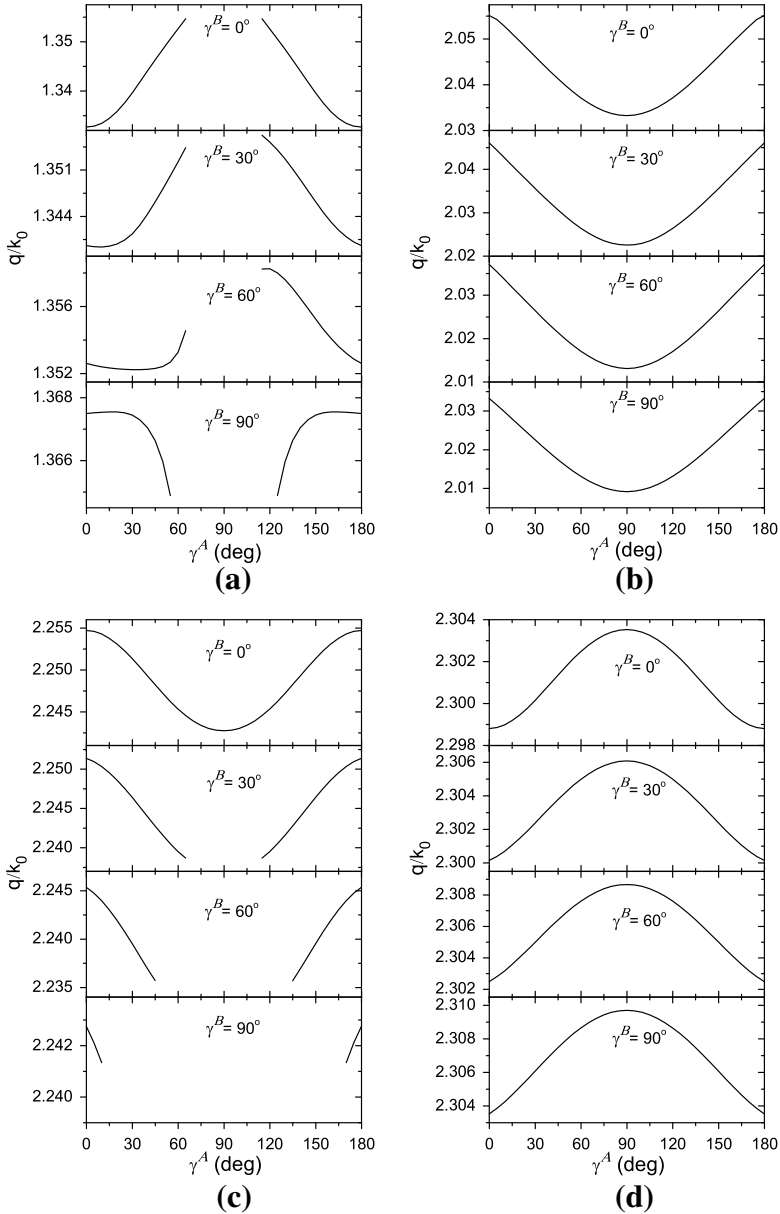 1.35
1.34
γᴮ= 0°
1.351
1.344
γᴮ= 30°
1.356
1.352
γᴮ= 60°
1.368
1.366
γᴮ= 90°
q/k₀
0 30 60 90 120 150 180
γᴬ (deg)
(a)
2.05
2.04
2.03
γᴮ= 0°
2.04
2.03
2.02
γᴮ= 30°
2.03
2.02
2.01
γᴮ= 60°
2.03
2.02
2.01
γᴮ= 90°
q/k₀
0 30 60 90 120 150 180
γᴬ (deg)
(b)
2.255
2.250
2.245
γᴮ= 0°
2.250
2.245
2.240
γᴮ= 30°
2.245
2.240
2.235
γᴮ= 60°
2.242
2.240
γᴮ= 90°
q/k₀
0 30 60 90 120 150 180
γᴬ (deg)
(c)
2.304
2.302
2.300
2.298
γᴮ= 0°
2.306
2.304
2.302
2.300
γᴮ= 30°
2.308
2.306
2.304
2.302
γᴮ= 60°
2.310
2.308
2.306
2.304
γᴮ= 90°
q/k₀
0 30 60 90 120 150 180
γᴬ (deg)
(d)